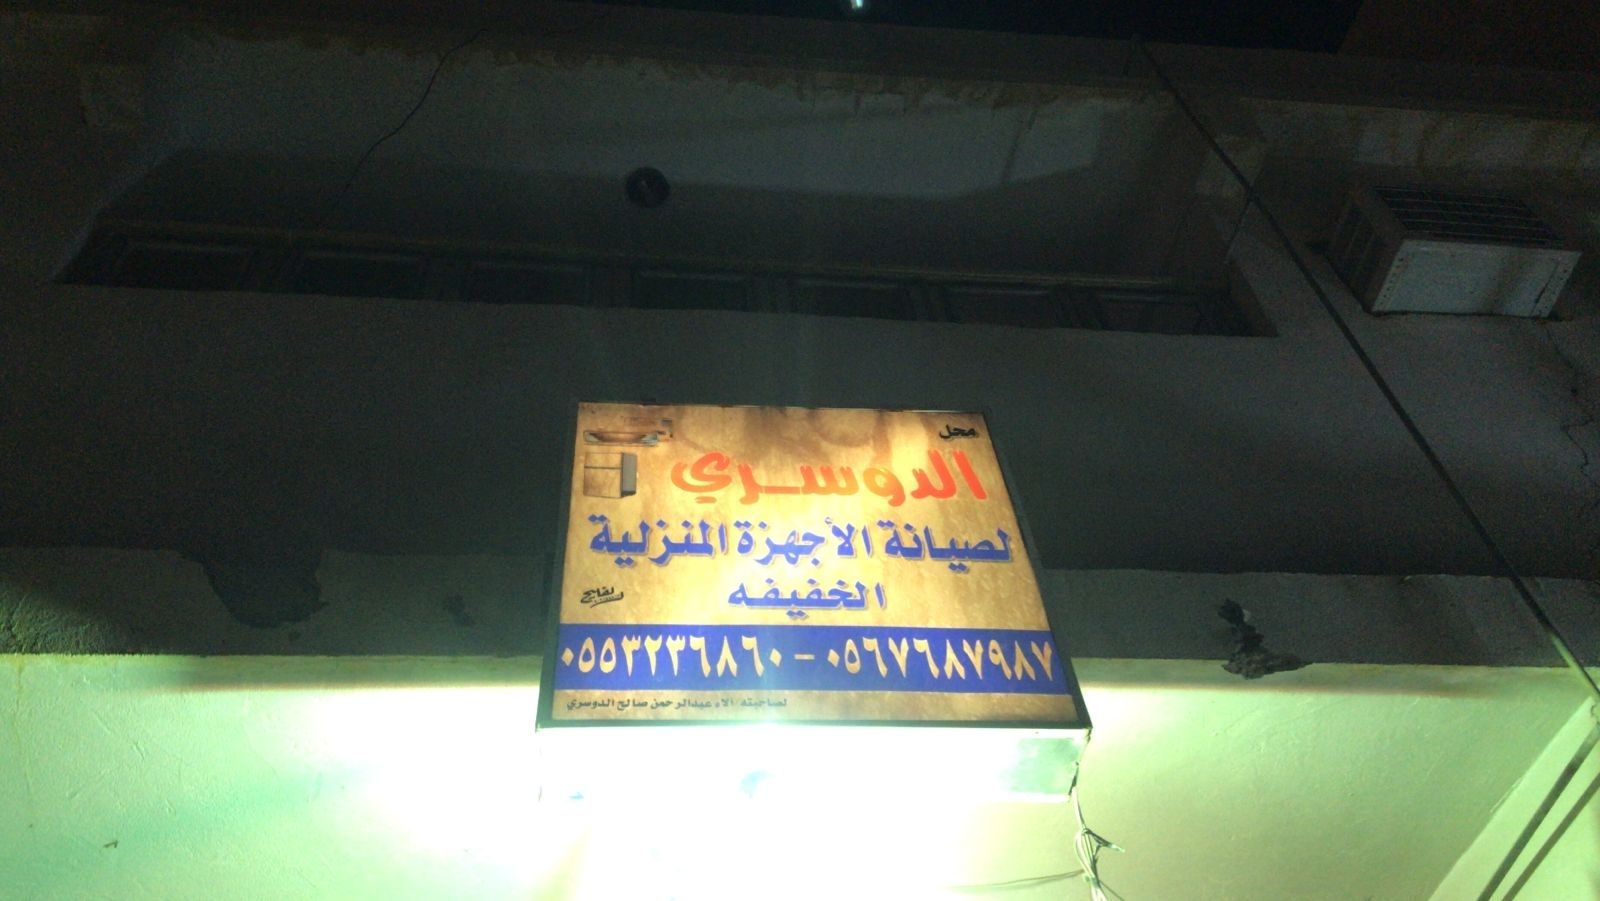 محل
الدوسري
لصيانة الأجهزة المنزلية
الخفيفه
٠٥٥٣٢٣٦٨٦٠ - ٠٥٦٧٦٨٧٩٨٧
لصاحبته / الاء عبدالرحمن صالح الدوسري